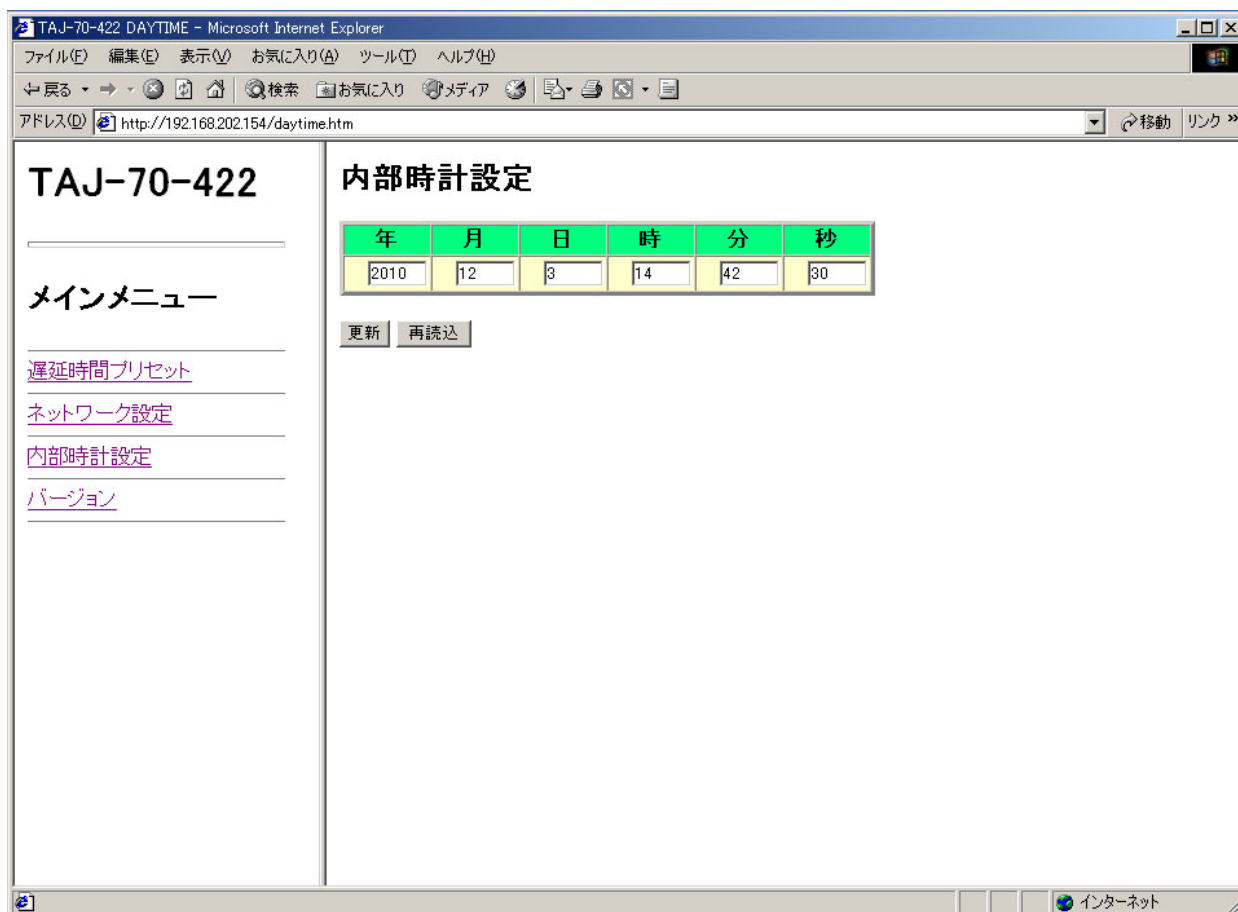 TAJ-70-422 DAYTIME - Microsoft Internet Explorer
ファイル(F) 編集(E) 表示(V) お気に入り(A) ツール(T) ヘルプ(H)
戻る 検索 お気に入り メディア
アドレス(D) http://192.168.202.154/daytime.htm 移動 リンク »
TAJ-70-422
メインメニュー
遅延時間プリセット
ネットワーク設定
内部時計設定
バージョン
内部時計設定
年 月 日 時 分 秒
2010 12 3 14 42 30
更新 再読込
インターネット